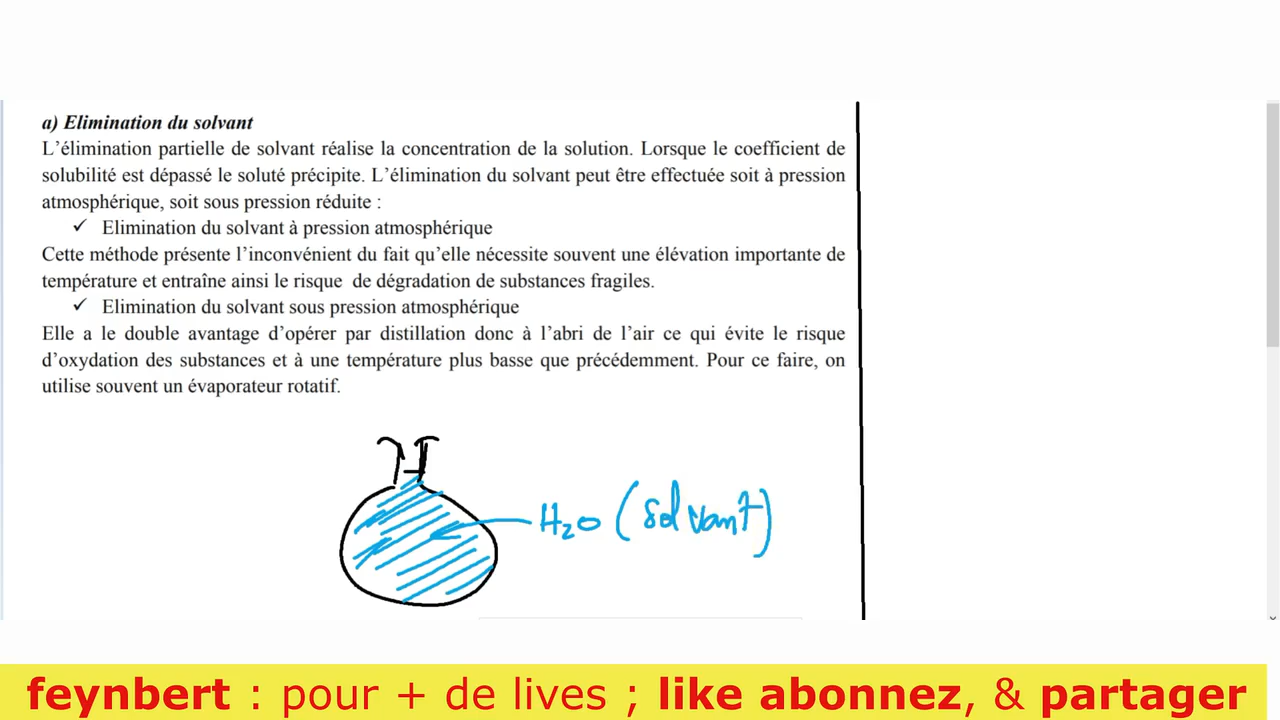 a) Elimination du solvant
L’élimination partielle de solvant réalise la concentration de la solution. Lorsque le coefficient de
solubilité est dépassé le soluté précipite. L’élimination du solvant peut être effectuée soit à pression
atmosphérique, soit sous pression réduite :
✓ Elimination du solvant à pression atmosphérique
Cette méthode présente l’inconvénient du fait qu’elle nécessite souvent une élévation importante de
température et entraîne ainsi le risque de dégradation de substances fragiles.
✓ Elimination du solvant sous pression atmosphérique
Elle a le double avantage d’opérer par distillation donc à l’abri de l’air ce qui évite le risque
d’oxydation des substances et à une température plus basse que précédemment. Pour ce faire, on
utilise souvent un évaporateur rotatif.
H₂O (solvant)
feynbert : pour + de lives ; like abonnez, & partager